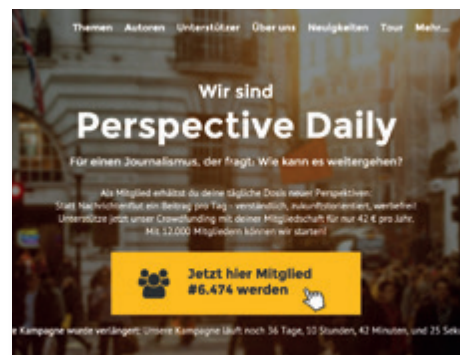 Themen Autoren Unterstützer Über uns Neuigkeiten Tour Mehr...
Wir sind
Perspective Daily
Für einen Journalismus, der fragt: Wie kann es weitergehen?
Als Mitglied erhältst du deine tägliche Dosis neuer Perspektiven:
Statt Nachrichtenflut ein Beitrag pro Tag - verständlich, zukunftsorientiert, werbefrei!
Unterstütze jetzt unser Crowdfunding mit deiner Mitgliedschaft für nur 42 € pro Jahr.
Mit 12.000 Mitgliedern können wir starten!
Jetzt hier Mitglied
#6.474 werden
e Kampagne wurde verlängert: Unsere Kampagne läuft noch 36 Tage, 10 Stunden, 42 Minuten, und 25 Seku